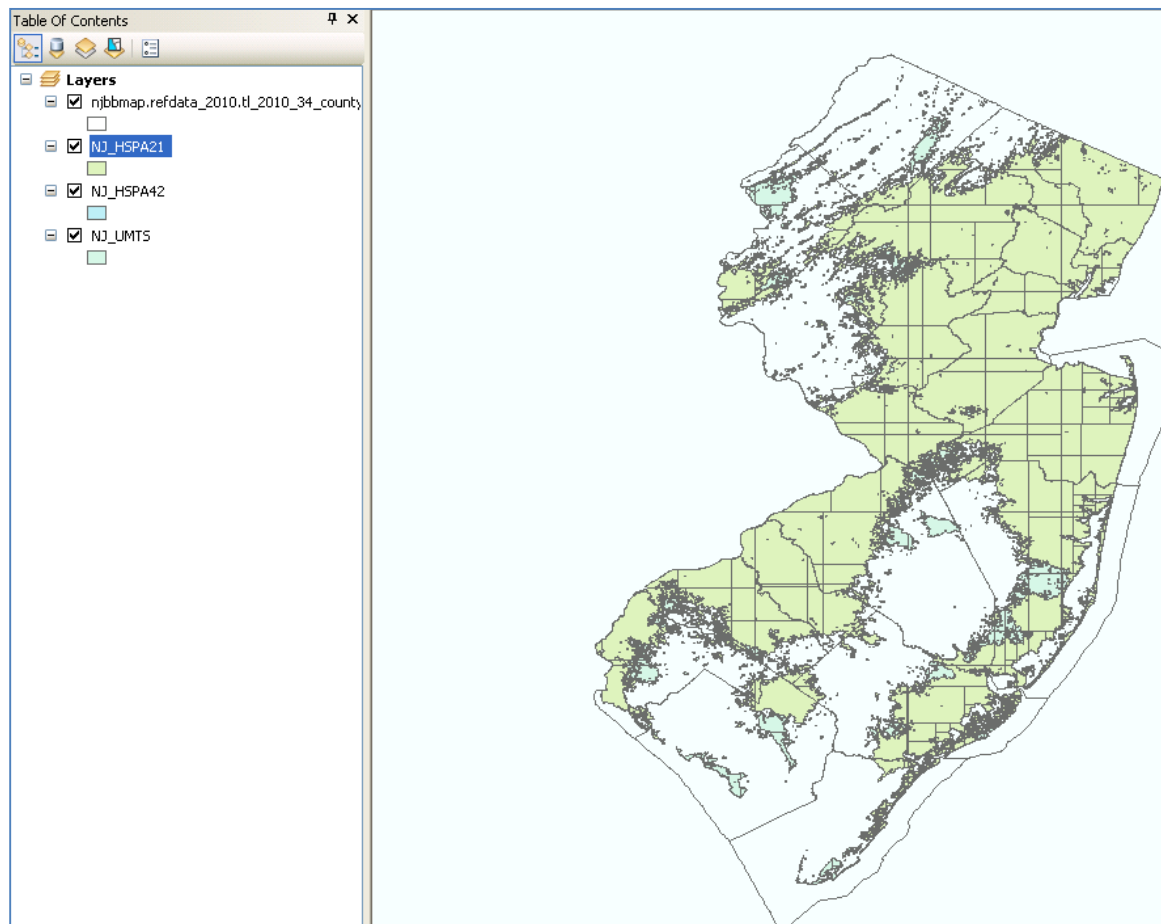 Table Of Contents
Layers
njbbmap.refdata_2010.tl_2010_34_county
NJ_HSPA21
NJ_HSPA42
NJ_UMTS